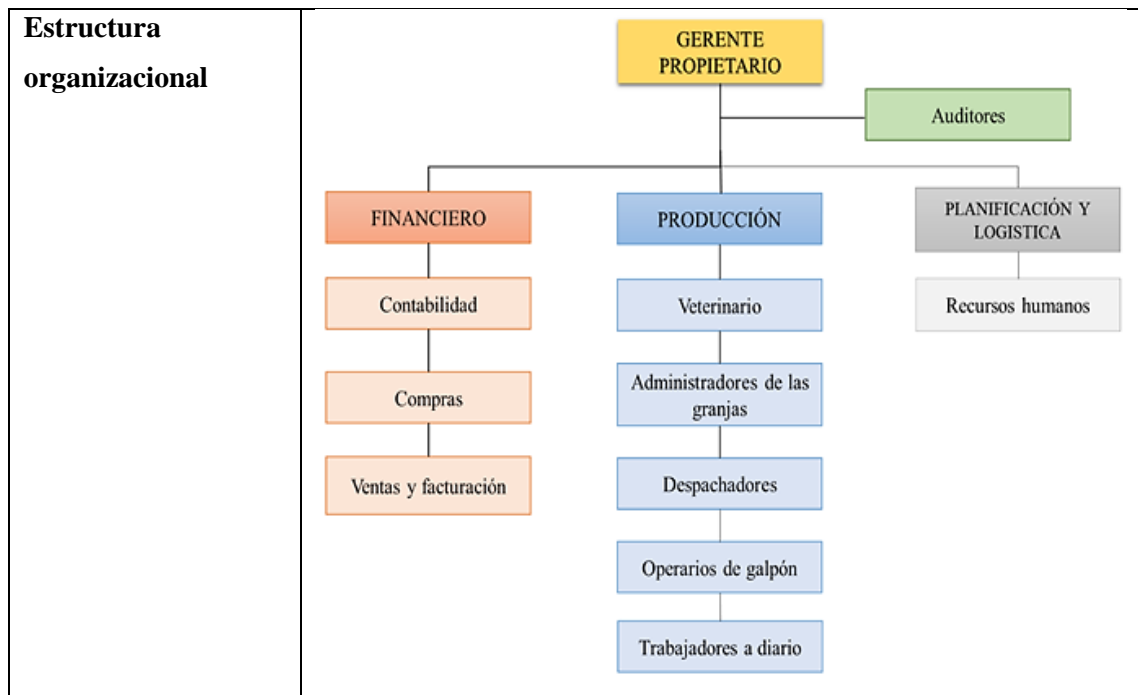 Estructura
organizacional
GERENTE
PROPIETARIO
Auditores
FINANCIERO
Contabilidad
Compras
Ventas y facturación
PRODUCCIÓN
Veterinario
Administradores de las
granjas
Despachadores
Operarios de galpón
Trabajadores a diario
PLANIFICACIÓN Y
LOGISTICA
Recursos humanos